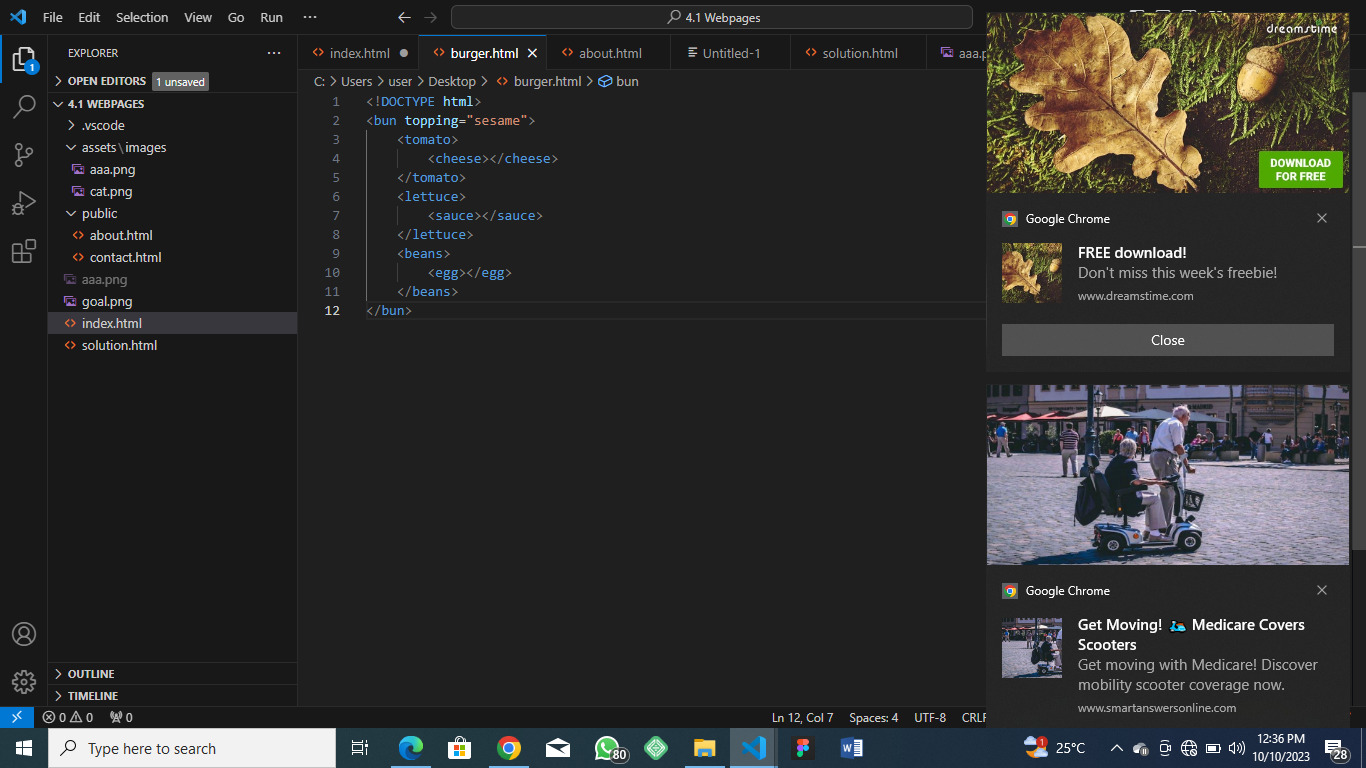 File Edit Selection View Go Run ··· 4.1 Webpages
EXPLORER
OPEN EDITORS 1 unsaved
4.1 WEBPAGES
.vscode
assets\images
aaa.png
cat.png
public
about.html
contact.html
aaa.png
goal.png
index.html
solution.html
OUTLINE
TIMELINE
index.html burger.html about.html Untitled-1 solution.html
C: > Users > user > Desktop > burger.html > bun
1 <!DOCTYPE html>
2 <bun topping="sesame">
3 <tomato>
4 <cheese></cheese>
5 </tomato>
6 <lettuce>
7 <sauce></sauce>
8 </lettuce>
9 <beans>
10 <egg></egg>
11 </beans>
12 </bun>
dreamstime
DOWNLOAD
FOR FREE
Google Chrome
FREE download!
Don't miss this week's freebie!
www.dreamstime.com
Close
Google Chrome
Get Moving! Medicare Covers
Scooters
Get moving with Medicare! Discover
mobility scooter coverage now.
www.smartanswersonline.com
1
0 0 0 Ln 12, Col 7 Spaces: 4 UTF-8
Type here to search 80 1 25°C 12:36 PM
10/10/2023 28